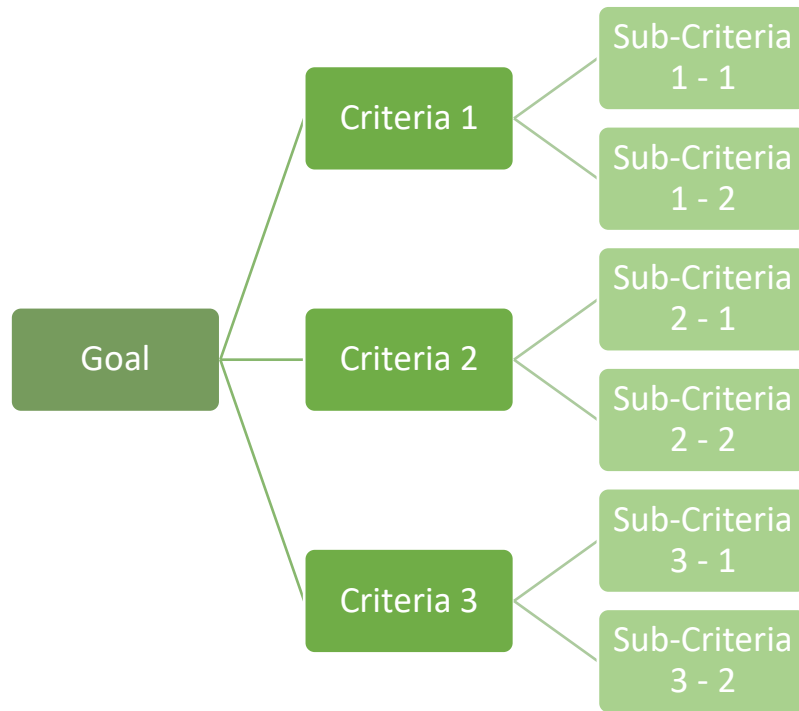 Goal
Criteria 1
Sub-Criteria
1 - 1
Sub-Criteria
1 - 2
Criteria 2
Sub-Criteria
2 - 1
Sub-Criteria
2 - 2
Criteria 3
Sub-Criteria
3 - 1
Sub-Criteria
3 - 2